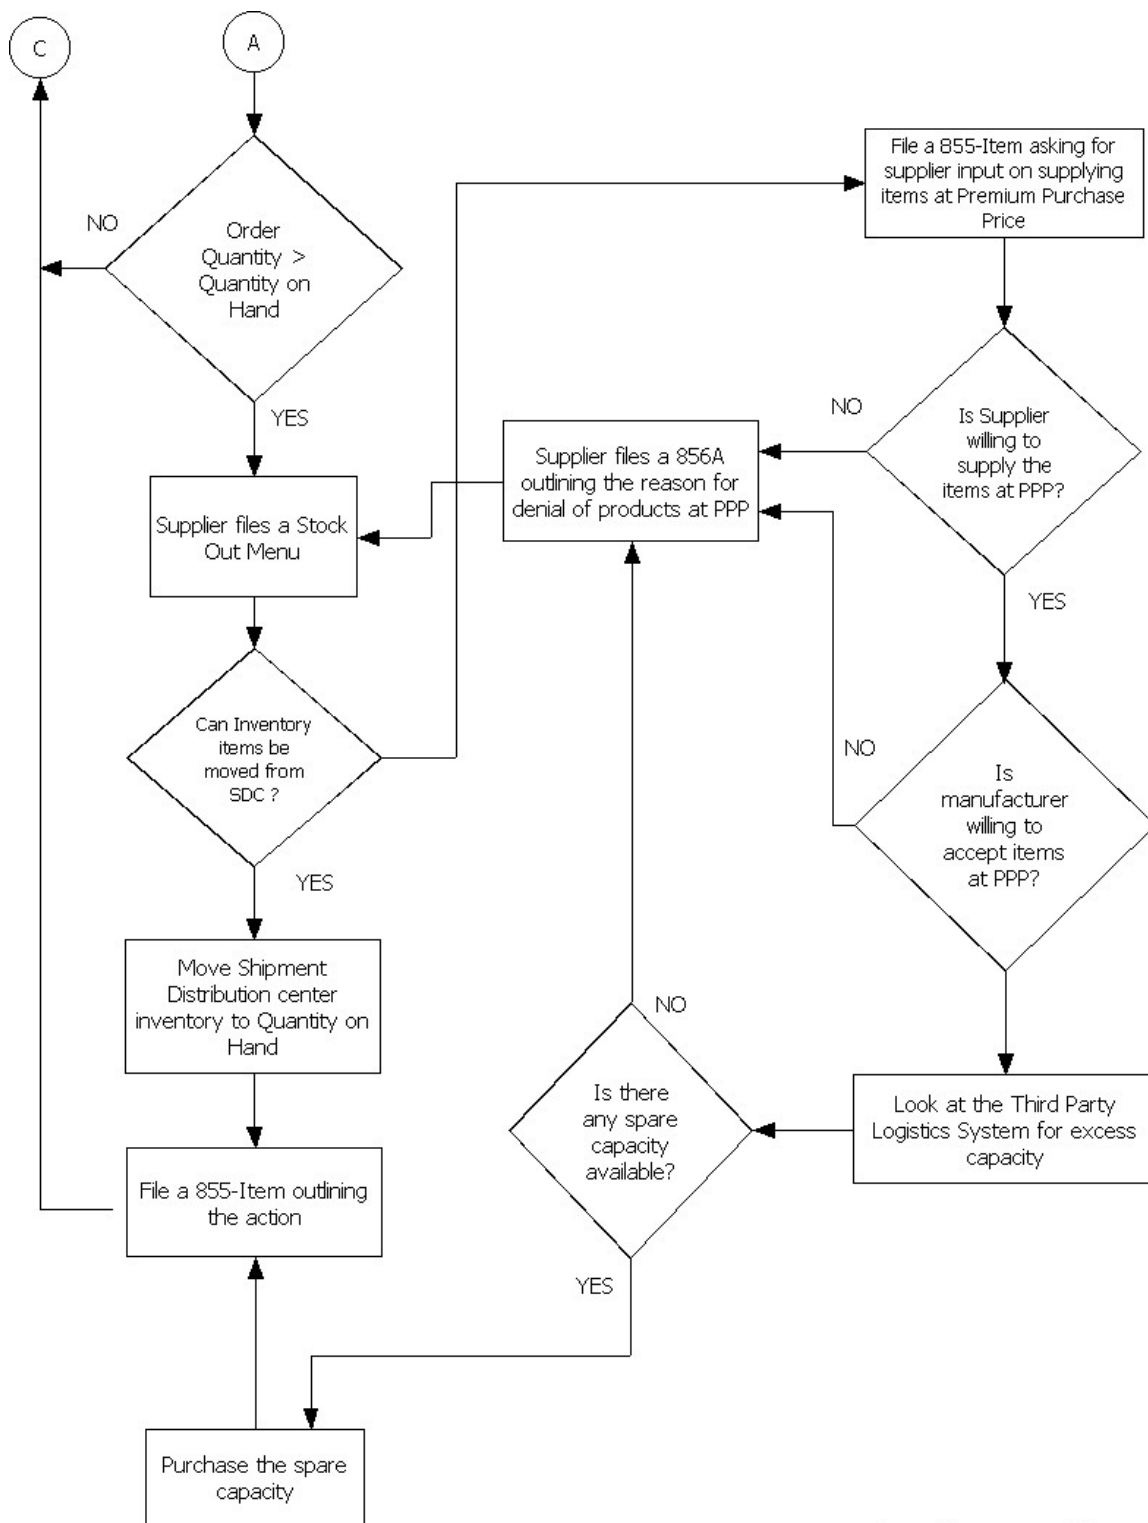 C
A
NO
Order
Quantity >
Quantity on
Hand
YES
Supplier files a Stock
Out Menu
Can Inventory
items be
moved from
SDC ?
YES
Move Shipment
Distribution center
inventory to Quantity on
Hand
File a 855-Item outlining
the action
Purchase the spare
capacity
Supplier files a 856A
outlining the reason for
denial of products at PPP
NO
Is there
any spare
capacity
available?
YES
File a 855-Item asking for
supplier input on supplying
items at Premium Purchase
Price
NO
Is Supplier
willing to
supply the
items at PPP?
YES
NO
Is
manufacturer
willing to
accept items
at PPP?
Look at the Third Party
Logistics System for excess
capacity